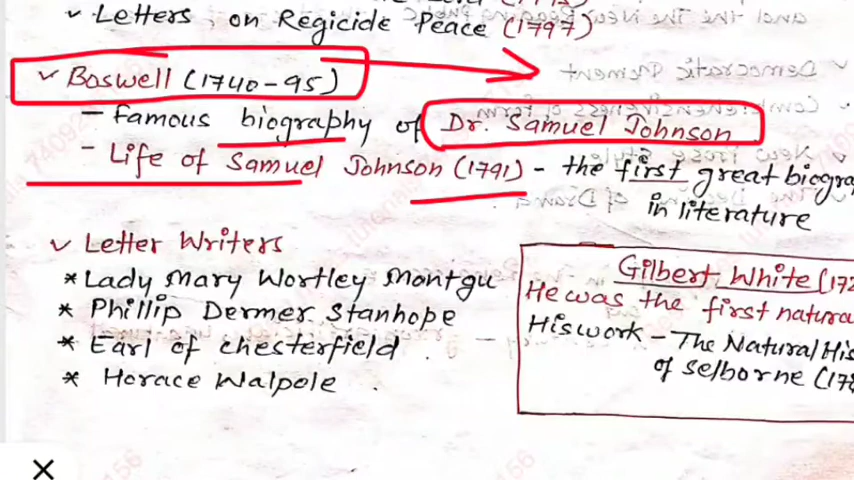 Letters on Regicide Peace (1797)
✓ Boswell (1740-95)
- famous biography of Dr. Samuel Johnson
- Life of Samuel Johnson (1791) - the first great biogra
in literature
✓ Letter Writers
* Lady Mary Wortley Montgu
* Phillip Dermer Stanhope
* Earl of chesterfield
* Horace Walpole
Gilbert White (172
He was the first natura
His work - The Natural His
of Selborne (178